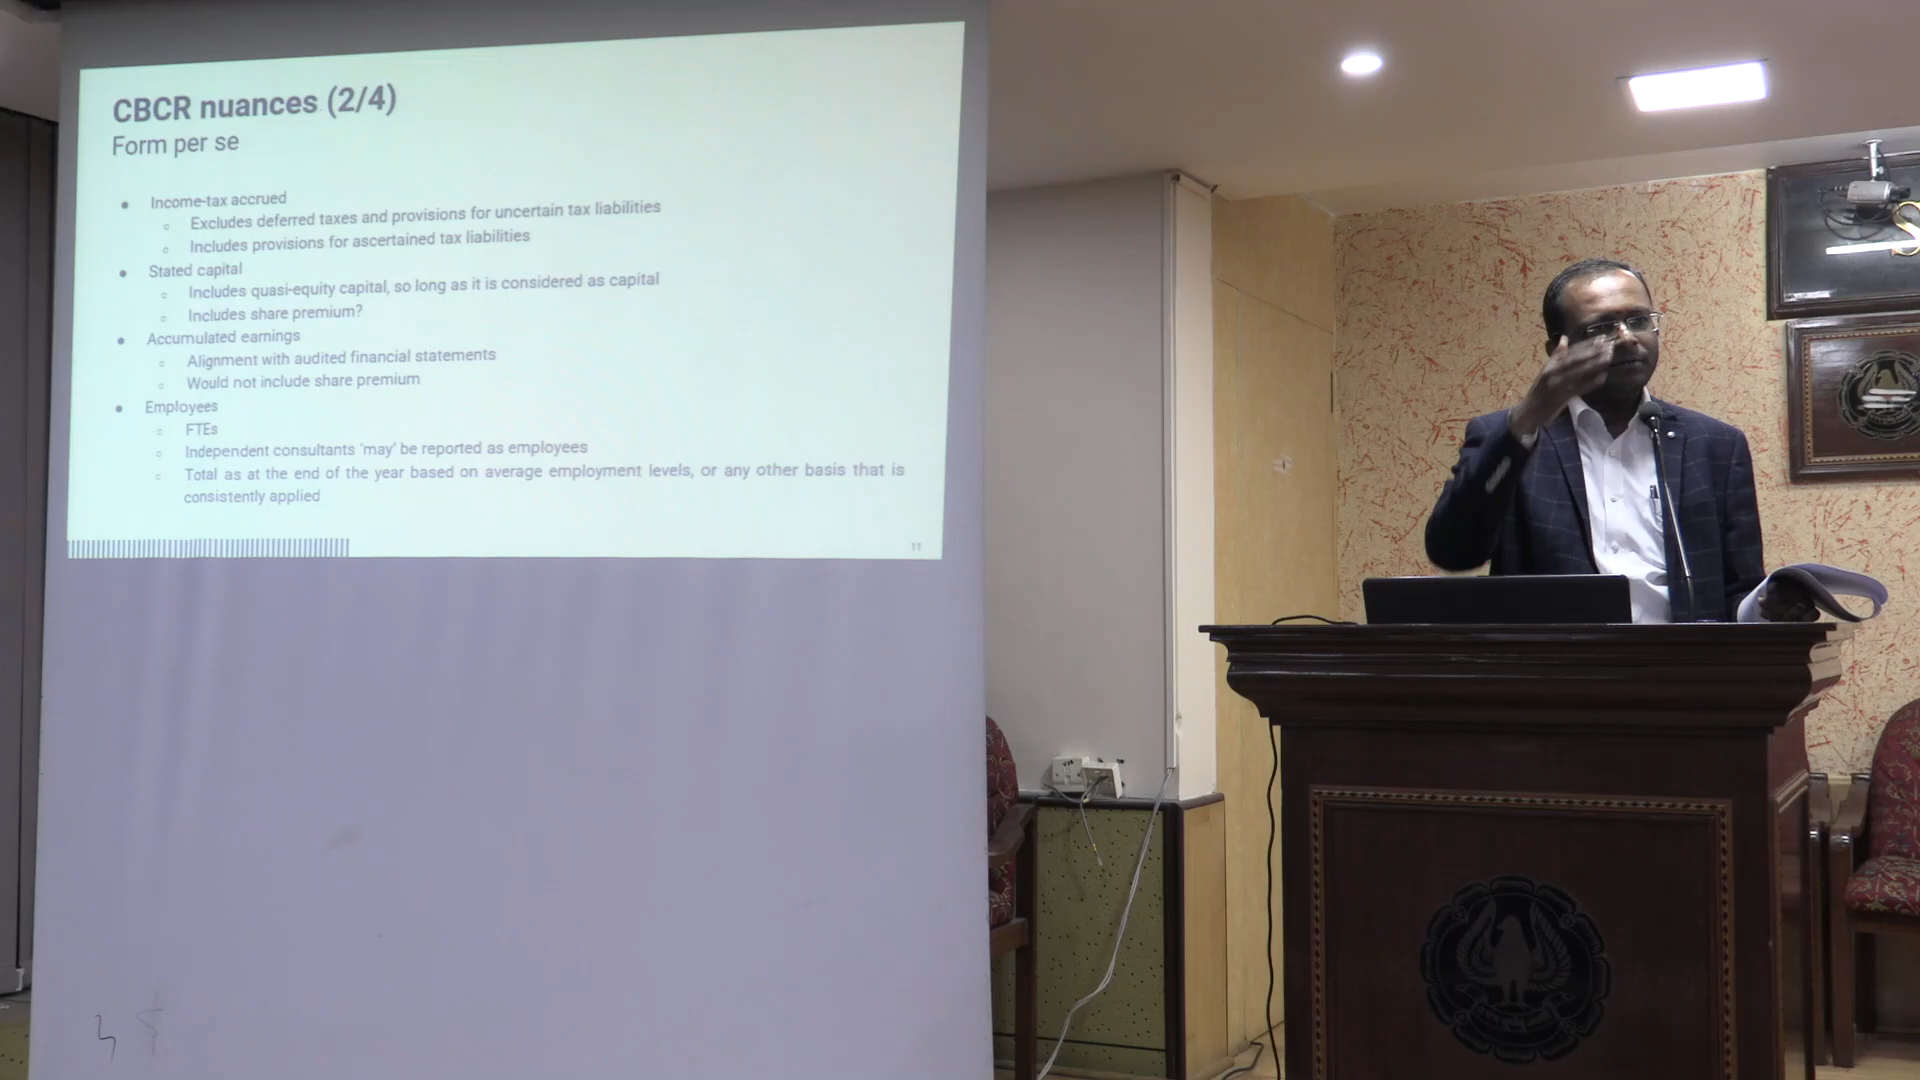 CBCR nuances (2/4)
Form per se
● Income-tax accrued
○ Excludes deferred taxes and provisions for uncertain tax liabilities
○ Includes provisions for ascertained tax liabilities
● Stated capital
○ Includes quasi-equity capital, so long as it is considered as capital
○ Includes share premium?
● Accumulated earnings
○ Alignment with audited financial statements
○ Would not include share premium
● Employees
○ FTEs
○ Independent consultants ‘may’ be reported as employees
○ Total as at the end of the year based on average employment levels, or any other basis that is
consistently applied
11